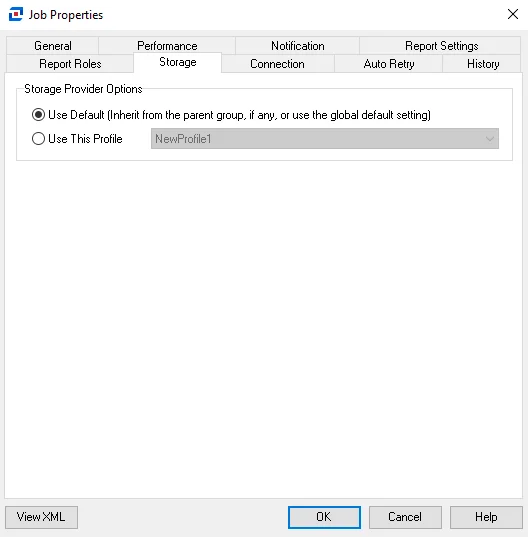 Job Properties
General Performance Notification Report Settings
Report Roles Storage Connection Auto Retry History
Storage Provider Options
Use Default (Inherit from the parent group, if any, or use the global default setting)
Use This Profile NewProfile1
View XML OK Cancel Help